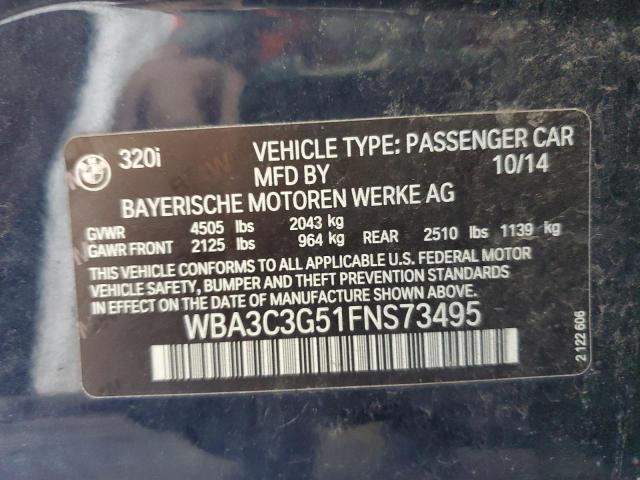 320i VEHICLE TYPE: PASSENGER CAR
MFD BY 10/14
BAYERISCHE MOTOREN WERKE AG
GVWR 4505 lbs 2043 kg
GAWR FRONT 2125 lbs 964 kg REAR 2510 lbs 1139 kg
THIS VEHICLE CONFORMS TO ALL APPLICABLE U.S. FEDERAL MOTOR
VEHICLE SAFETY, BUMPER AND THEFT PREVENTION STANDARDS
IN EFFECT ON THE DATE OF MANUFACTURE SHOWN ABOVE.
WBA3C3G51FNS73495
2 122 606